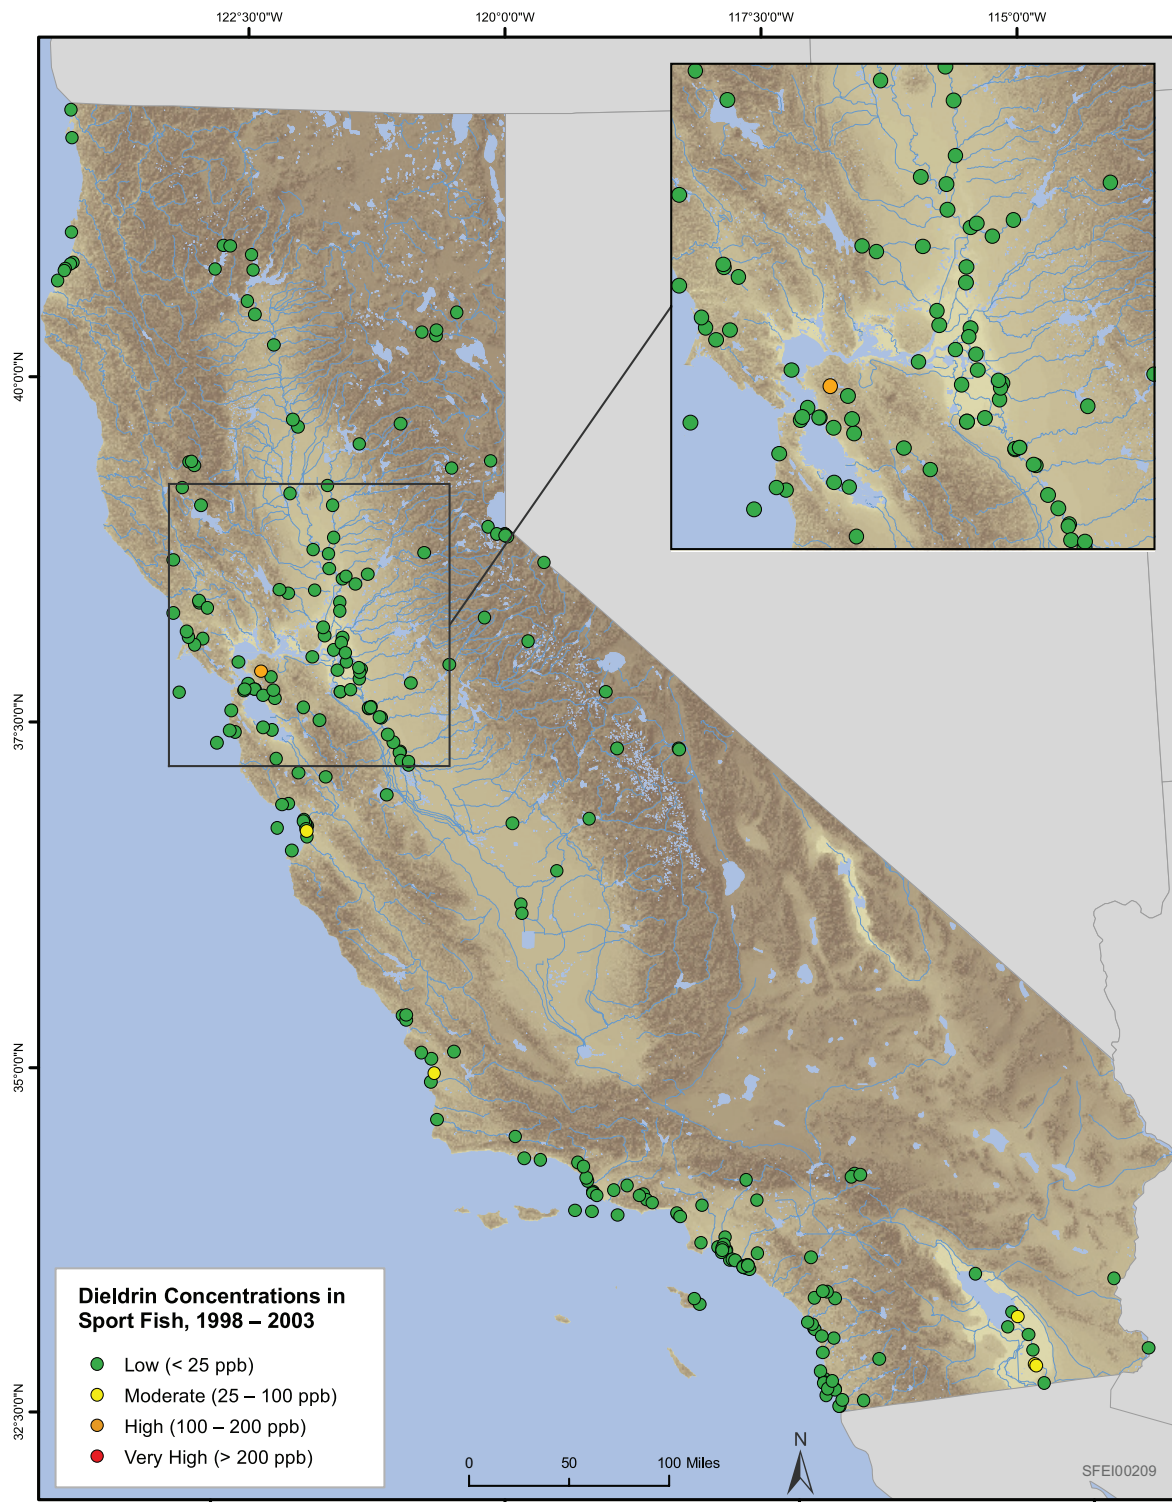 122°30'0"W 120°0'0"W 117°30'0"W 115°0'0"W
40°0'0"N
37°30'0"N
35°0'0"N
32°30'0"N
Dieldrin Concentrations in
Sport Fish, 1998 – 2003
Low (< 25 ppb)
Moderate (25 – 100 ppb)
High (100 – 200 ppb)
Very High (> 200 ppb)
0 50 100 Miles
N
SFEI00209